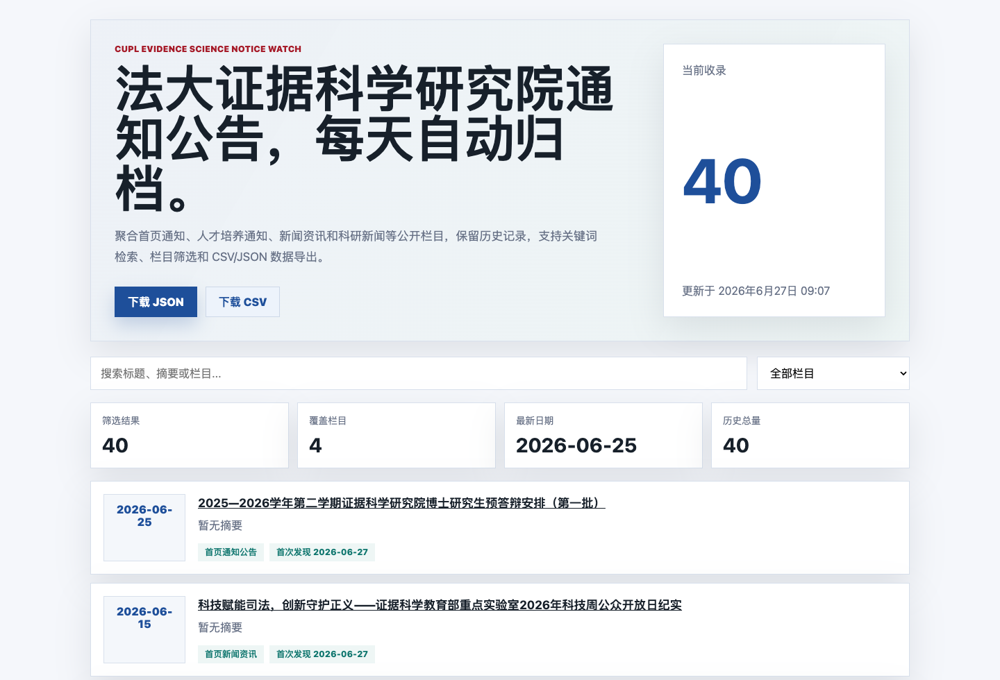 CUPL EVIDENCE SCIENCE NOTICE WATCH
法大证据科学研究院通
知公告，每天自动归
档。
聚合首页通知、人才培养通知、新闻资讯和科研新闻等公开栏目，保留历史记录，支持关键词
检索、栏目筛选和 CSV/JSON 数据导出。
下载 JSON
下载 CSV
当前收录
40
更新于 2026年6月27日 09:07
搜索标题、摘要或栏目...
全部栏目
筛选结果
40
覆盖栏目
4
最新日期
2026-06-25
历史总量
40
2026-06-
25
2025—2026学年第二学期证据科学研究院博士研究生预答辩安排（第一批）
暂无摘要
首页通知公告
首次发现 2026-06-27
2026-06-
15
科技赋能司法，创新守护正义——证据科学教育部重点实验室2026年科技周公众开放日纪实
暂无摘要
首页新闻资讯
首次发现 2026-06-27